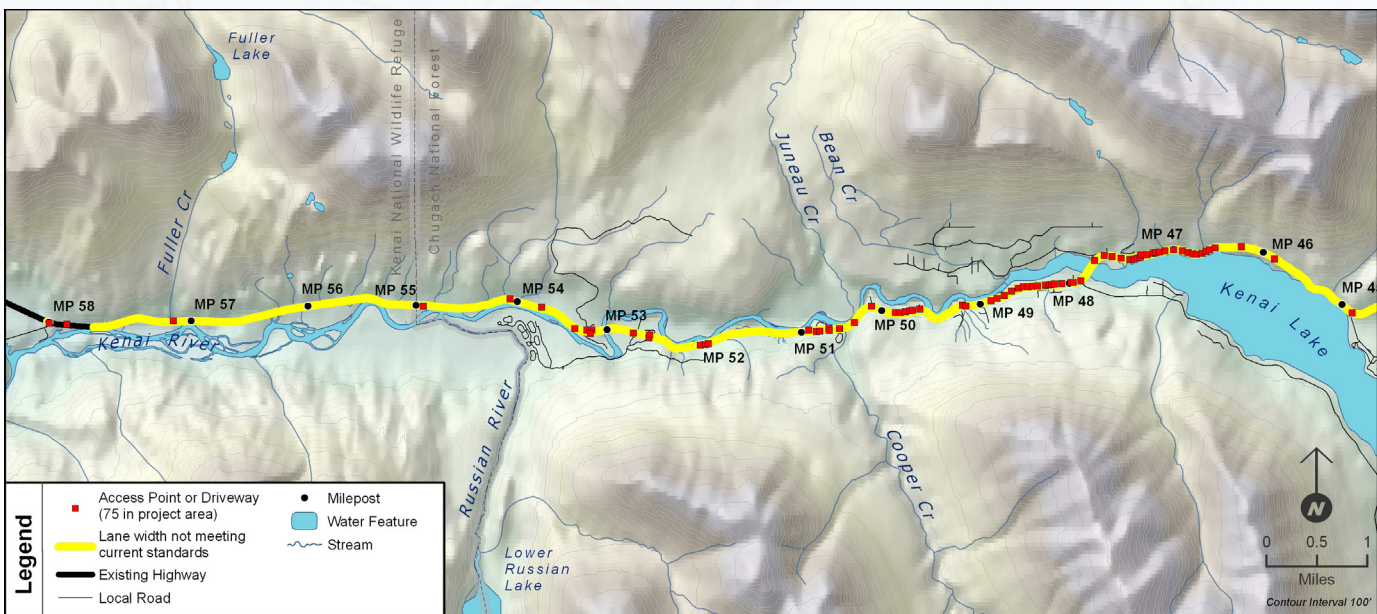 Fuller
Lake
Kenai National Wildlife Refuge
Chugach National Forest
Juneau Cr
Bean Cr
Fuller Cr
MP 58
MP 57
MP 56
MP 55
MP 54
MP 53
MP 52
MP 51
MP 50
MP 49
MP 48
MP 47
MP 46
Kenai River
Kenai
Lake
Russian River
Cooper Cr
Lower
Russian
Lake
Legend
Access Point or Driveway
(75 in project area)
Lane width not meeting
current standards
Existing Highway
Local Road
Milepost
Water Feature
Stream
N
0 0.5 1
Miles
Contour Interval 100'